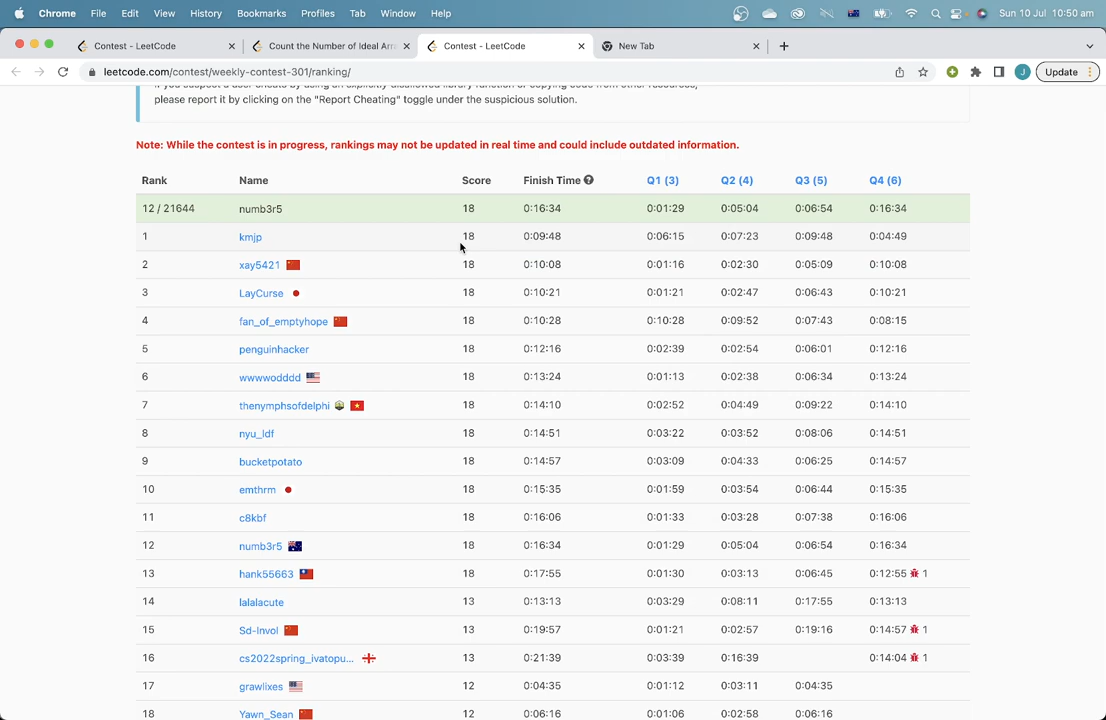 Chrome File Edit View History Bookmarks Profiles Tab Window Help Sun 10 Jul 10:50 am
Contest - LeetCode Count the Number of Ideal Arr Contest - LeetCode New Tab
leetcode.com/contest/weekly-contest-301/ranking/ J Update
If you suspect a user cheats by using an explicitly disallowed library function or copying code from other resources,
please report it by clicking on the "Report Cheating" toggle under the suspicious solution.
Note: While the contest is in progress, rankings may not be updated in real time and could include outdated information.
Rank Name Score Finish Time ? Q1 (3) Q2 (4) Q3 (5) Q4 (6)
12 / 21644 numb3r5 18 0:16:34 0:01:29 0:05:04 0:06:54 0:16:34
1 kmjp 18 0:09:48 0:06:15 0:07:23 0:09:48 0:04:49
2 xay5421 18 0:10:08 0:01:16 0:02:30 0:05:09 0:10:08
3 LayCurse 18 0:10:21 0:01:21 0:02:47 0:06:43 0:10:21
4 fan_of_emptyhope 18 0:10:28 0:10:28 0:09:52 0:07:43 0:08:15
5 penguinhacker 18 0:12:16 0:02:39 0:02:54 0:06:01 0:12:16
6 wwwwodddd 18 0:13:24 0:01:13 0:02:38 0:06:34 0:13:24
7 thenymphsofdelphi 18 0:14:10 0:02:52 0:04:49 0:09:22 0:14:10
8 nyu_ldf 18 0:14:51 0:03:22 0:03:52 0:08:06 0:14:51
9 bucketpotato 18 0:14:57 0:03:09 0:04:33 0:06:25 0:14:57
10 emthrm 18 0:15:35 0:01:59 0:03:54 0:06:44 0:15:35
11 c8kbf 18 0:16:06 0:01:33 0:03:28 0:07:38 0:16:06
12 numb3r5 18 0:16:34 0:01:29 0:05:04 0:06:54 0:16:34
13 hank55663 18 0:17:55 0:01:30 0:03:13 0:06:45 0:12:55 1
14 lalalacute 13 0:13:13 0:03:29 0:08:11 0:17:55 0:13:13
15 Sd-Invol 13 0:19:57 0:01:21 0:02:57 0:19:16 0:14:57 1
16 cs2022spring_ivatopu... 13 0:21:39 0:03:39 0:16:39 0:14:04 1
17 grawlixes 12 0:04:35 0:01:12 0:03:11 0:04:35
18 Yawn_Sean 12 0:06:16 0:01:06 0:02:58 0:06:16